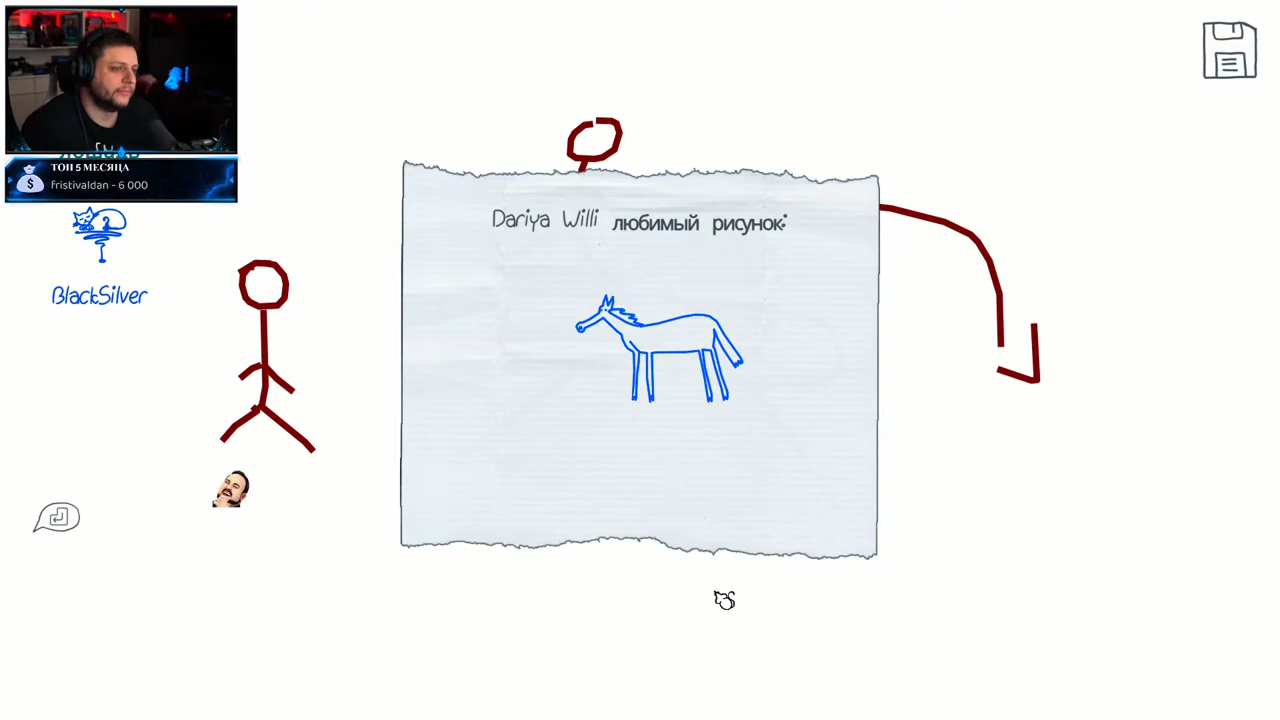 ТОП 5 МЕСЯЦА
fristivaldan - 6 000
BlackSilver
Dariya Willi любимый рисунок: